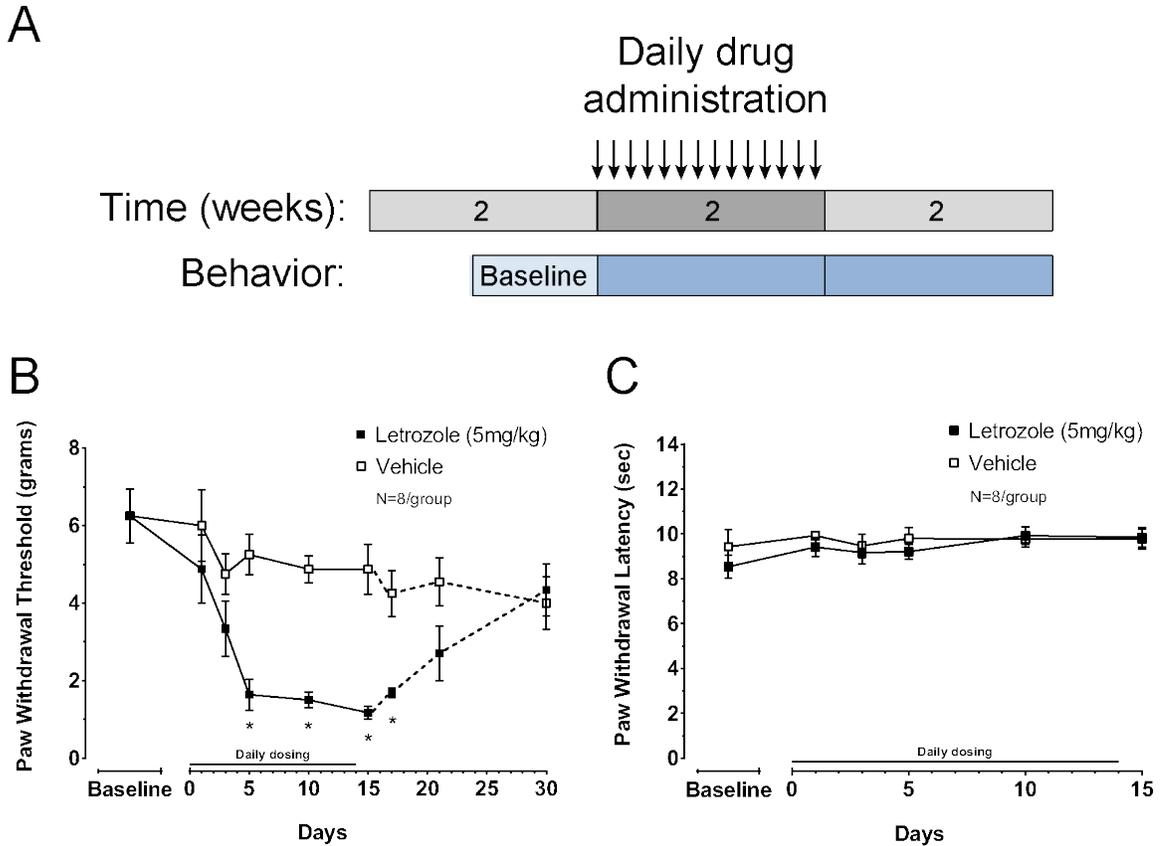 A
Daily drug
administration
Time (weeks):
2
2
2
Behavior:
Baseline
B
Paw Withdrawal Threshold (grams)
8
6
4
2
0
Letrozole (5mg/kg)
Vehicle
N=8/group
*
*
*
*
Daily dosing
Baseline
0
5
10
15
20
25
30
Days
C
Paw Withdrawal Latency (sec)
14
12
10
8
6
4
2
0
Letrozole (5mg/kg)
Vehicle
N=8/group
Daily dosing
Baseline
0
5
10
15
Days